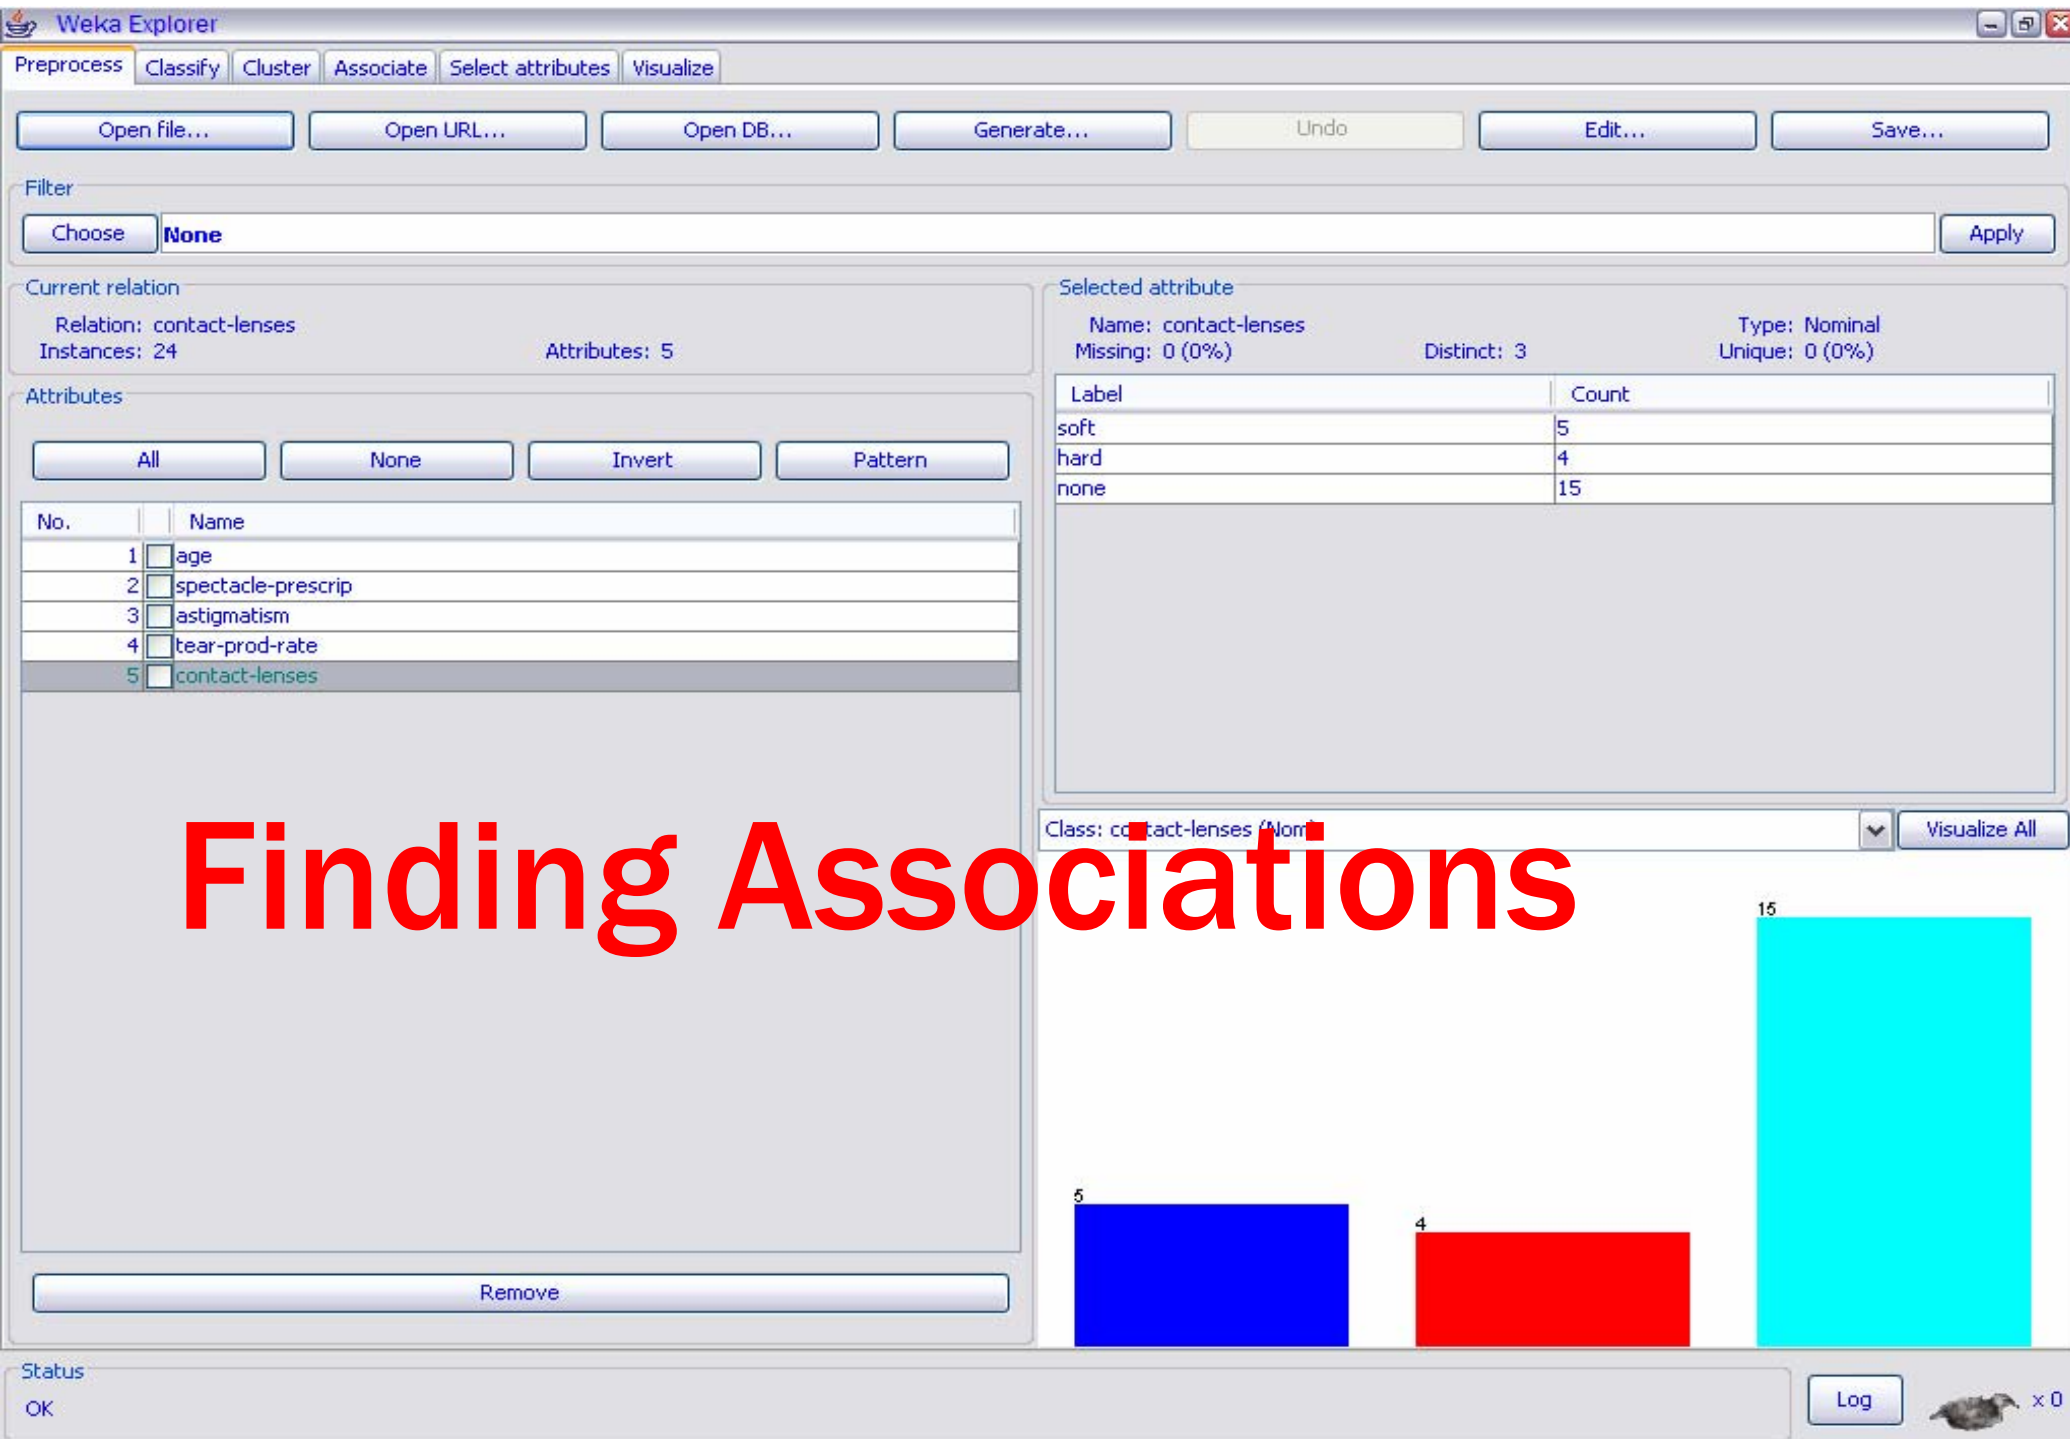 Weka Explorer
Preprocess Classify Cluster Associate Select attributes Visualize
Open file... Open URL... Open DB... Generate... Undo Edit... Save...
Filter
Choose None Apply
Current relation
Relation: contact-lenses
Instances: 24 Attributes: 5
Attributes
All None Invert Pattern
No. Name
1 age
2 spectacle-prescrip
3 astigmatism
4 tear-prod-rate
5 contact-lenses
Remove
Selected attribute
Name: contact-lenses Type: Nominal
Missing: 0 (0%) Distinct: 3 Unique: 0 (0%)
Label Count
soft 5
hard 4
none 15
Class: contact-lenses (Nom) Visualize All
Finding Associations
15
5
4
Status
OK
Log x 0